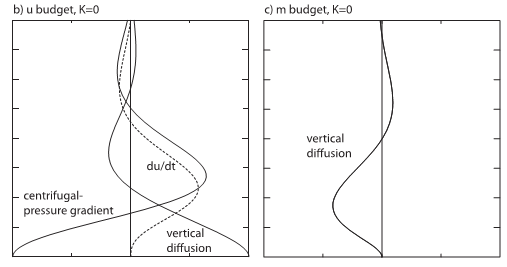 b) u budget, K=0
du/dt
centrifugal-
pressure gradient
vertical
diffusion
c) m budget, K=0
vertical
diffusion